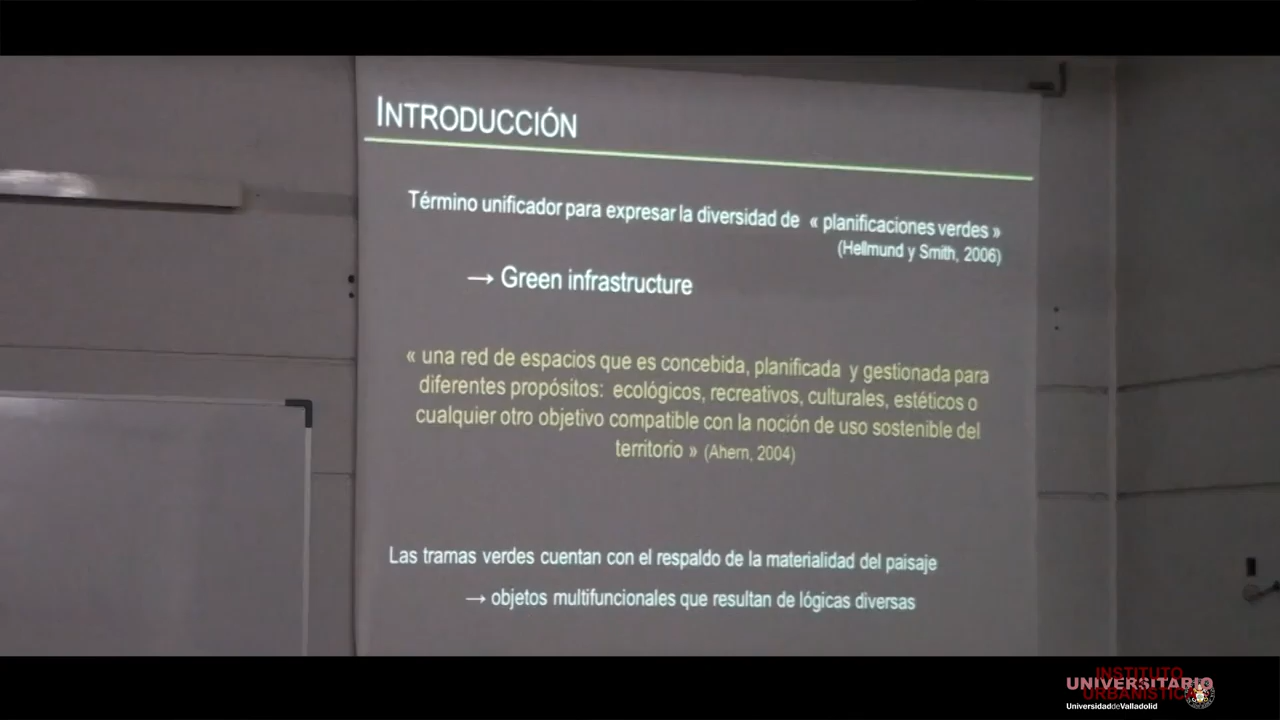 INTRODUCCIÓN
Término unificador para expresar la diversidad de « planificaciones verdes »
(Hellmund y Smith, 2006)
→ Green infrastructure
« una red de espacios que es concebida, planificada y gestionada para
diferentes propósitos: ecológicos, recreativos, culturales, estéticos o
cualquier otro objetivo compatible con la noción de uso sostenible del
territorio » (Ahern, 2004)
Las tramas verdes cuentan con el respaldo de la materialidad del paisaje
→ objetos multifuncionales que resultan de lógicas diversas
INSTITUTO
UNIVERSITARIO
URBANÍSTICA
UniversidaddeValladolid